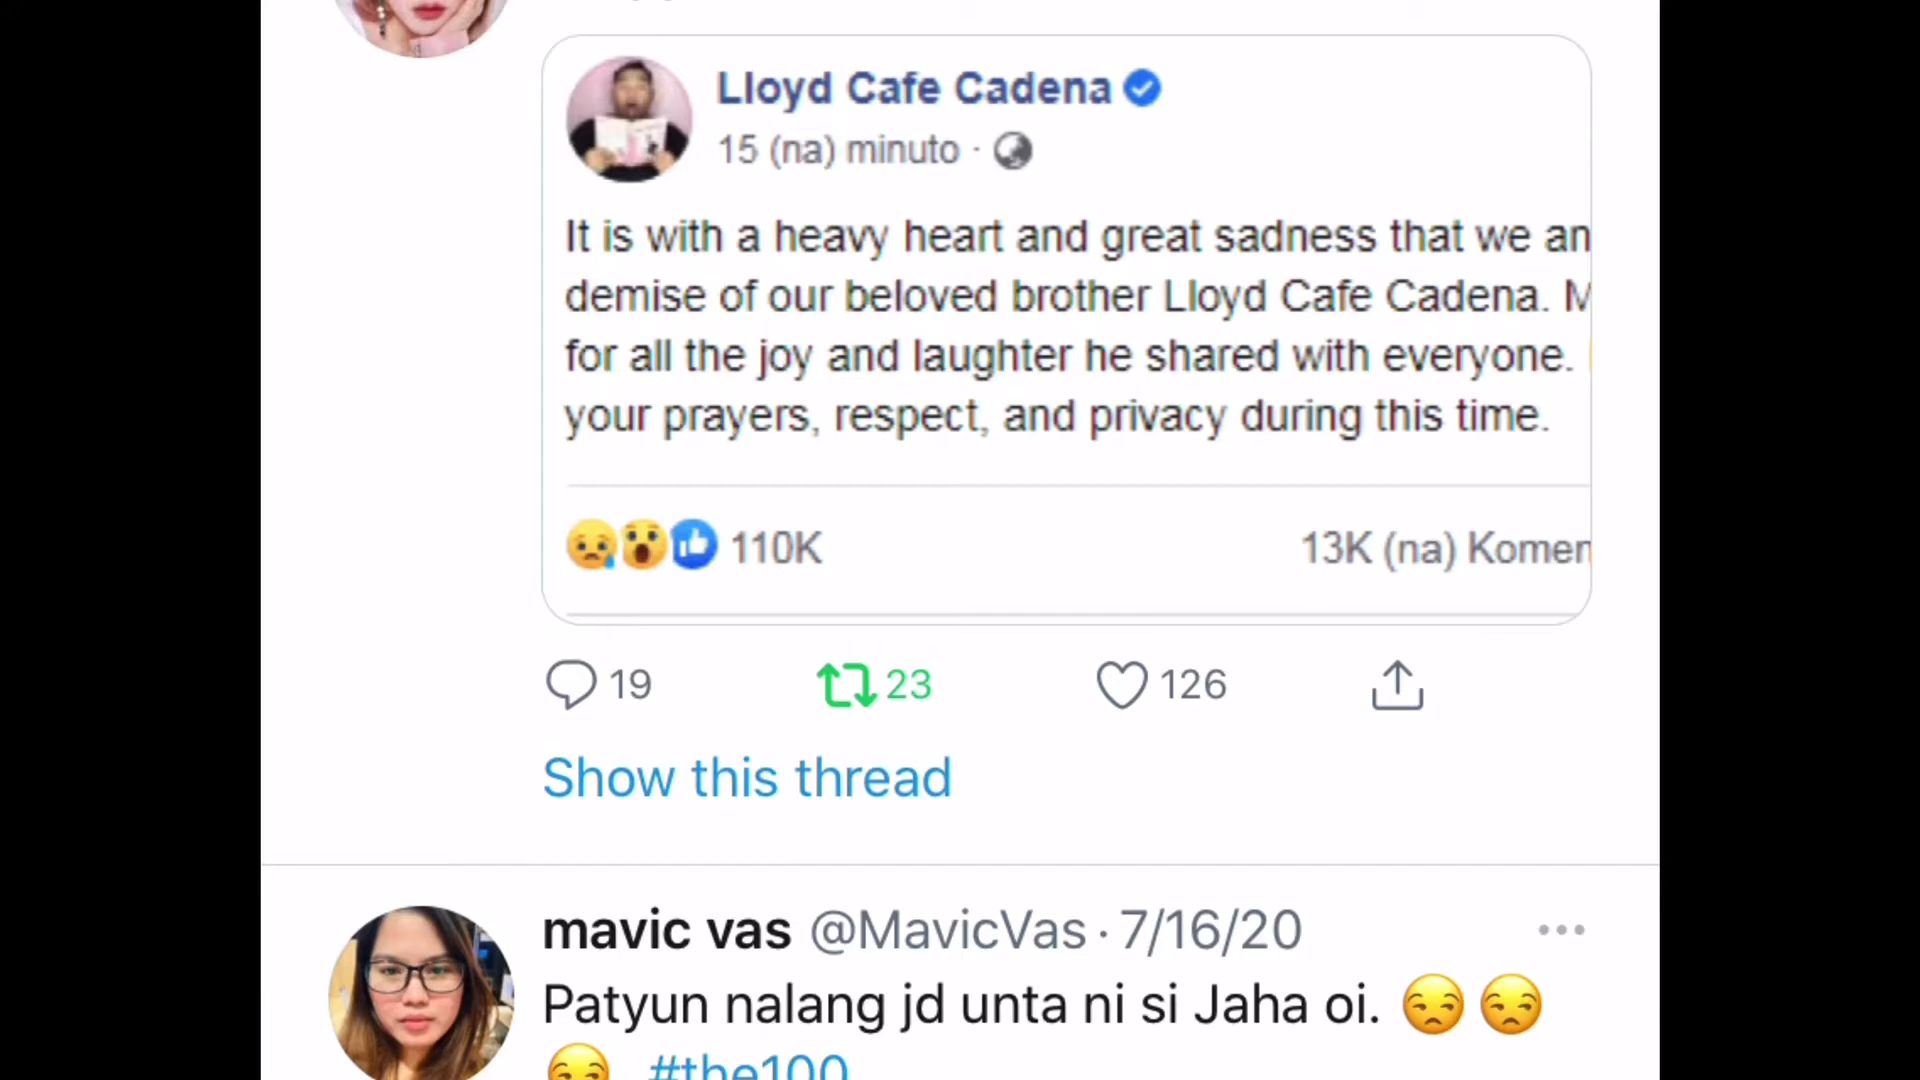 Lloyd Cafe Cadena
15 (na) minuto ·
It is with a heavy heart and great sadness that we an
demise of our beloved brother Lloyd Cafe Cadena. M
for all the joy and laughter he shared with everyone.
your prayers, respect, and privacy during this time.
110K 13K (na) Komen
19 23 126
Show this thread
mavic vas @MavicVas · 7/16/20
Patyun nalang jd unta ni si Jaha oi. 😒 😒
😒 #the100